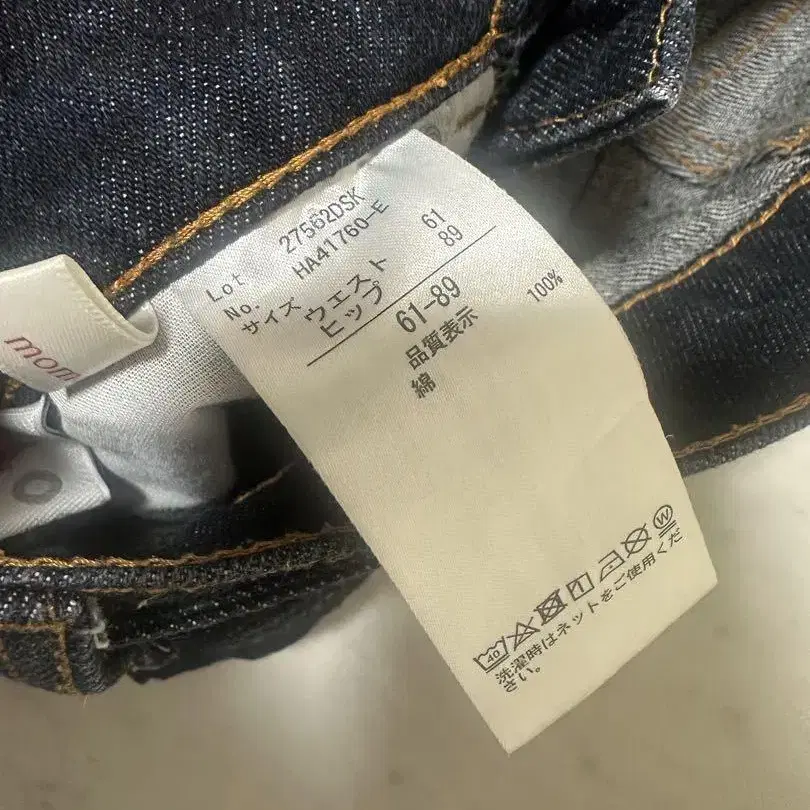 Lot 27562DSK
No. HA41760-E
サイズ ウエスト 61
ヒップ 89
61-89
品質表示
綿 100%
40
W
洗濯時はネットをご使用くだ
さい。
mom
0